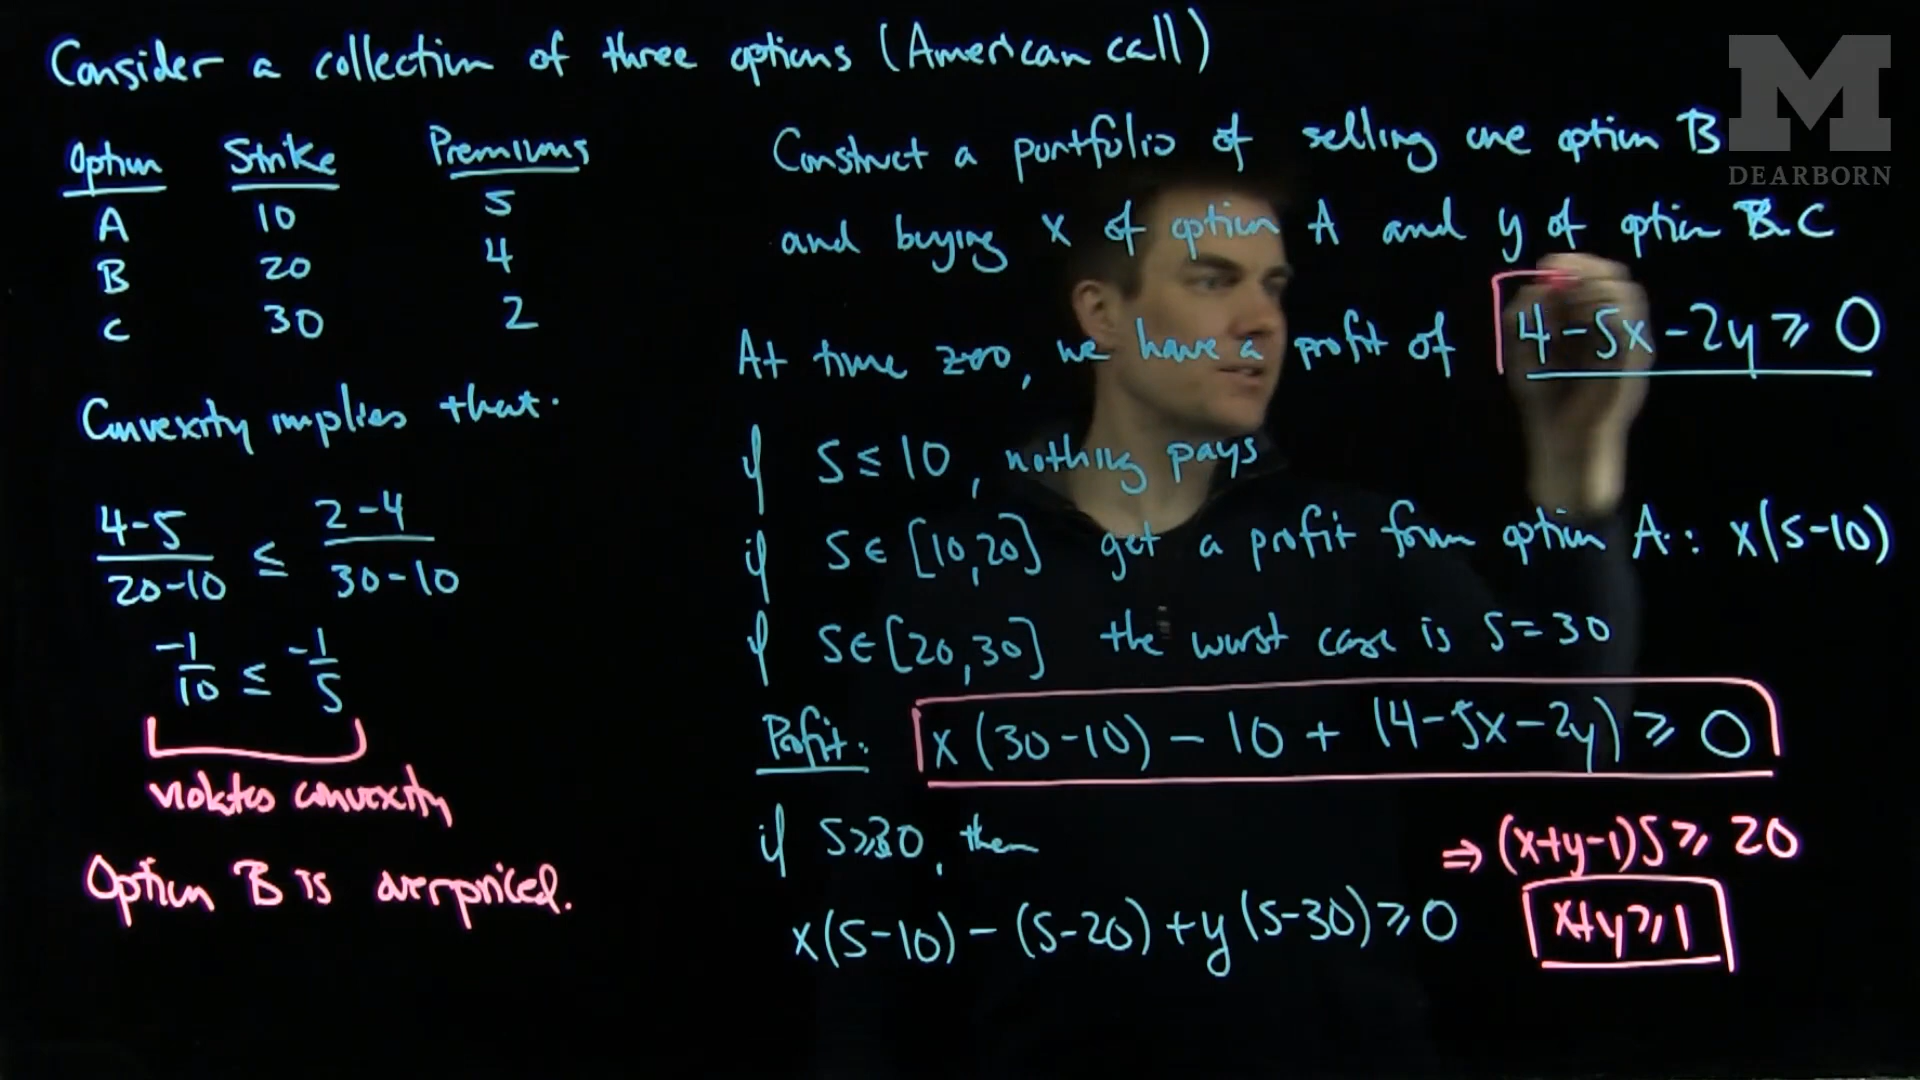 Consider a collection of three options (American call)
Option Strike Premiums
A 10 5
B 20 4
C 30 2
Convexity implies that:
4-5 / 20-10 ≤ 2-4 / 30-10
-1/10 ≤ -1/5
violates convexity
Option B is overpriced.
Construct a portfolio of selling one option B
and buying x of option A and y of option C
At time zero, we have a profit of 4-5x-2y ≥ 0
if S ≤ 10, nothing pays
if S ∈ [10,20] get a profit from option A: x(S-10)
if S ∈ [20,30] the worst case is S = 30
Profit: x(30-10) - 10 + (4-5x-2y) ≥ 0
if S ≥ 30, then
x(S-10) - (S-20) + y(S-30) ≥ 0
⇒ (x+y-1)S ≥ 20
x+y ≥ 1
M
DEARBORN